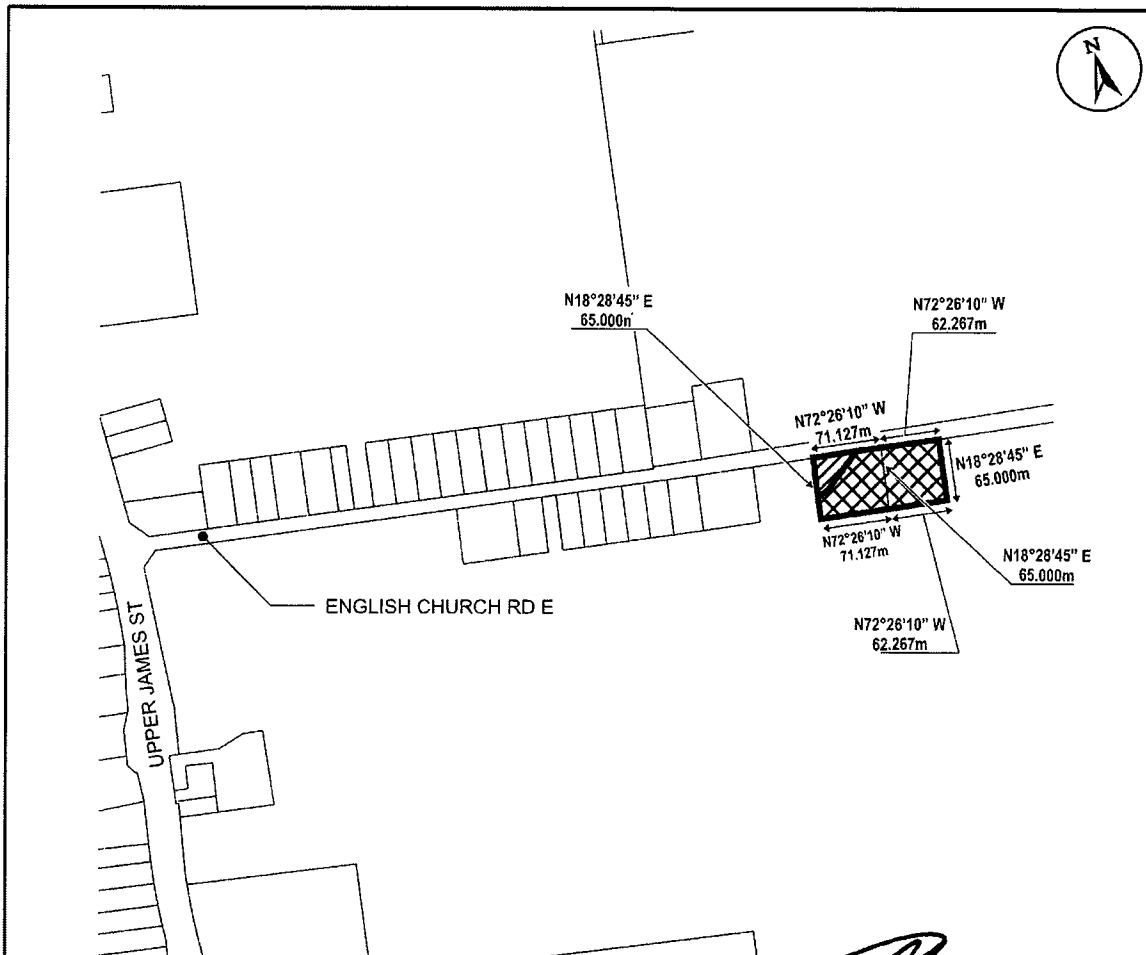 N
N18°28'45" E
65.000m
N72°26'10" W
62.267m
N72°26'10" W
71.127m
N18°28'45" E
65.000m
N72°26'10" W
71.127m
N18°28'45" E
65.000m
ENGLISH CHURCH RD E
N72°26'10" W
62.267m
UPPER JAMES ST